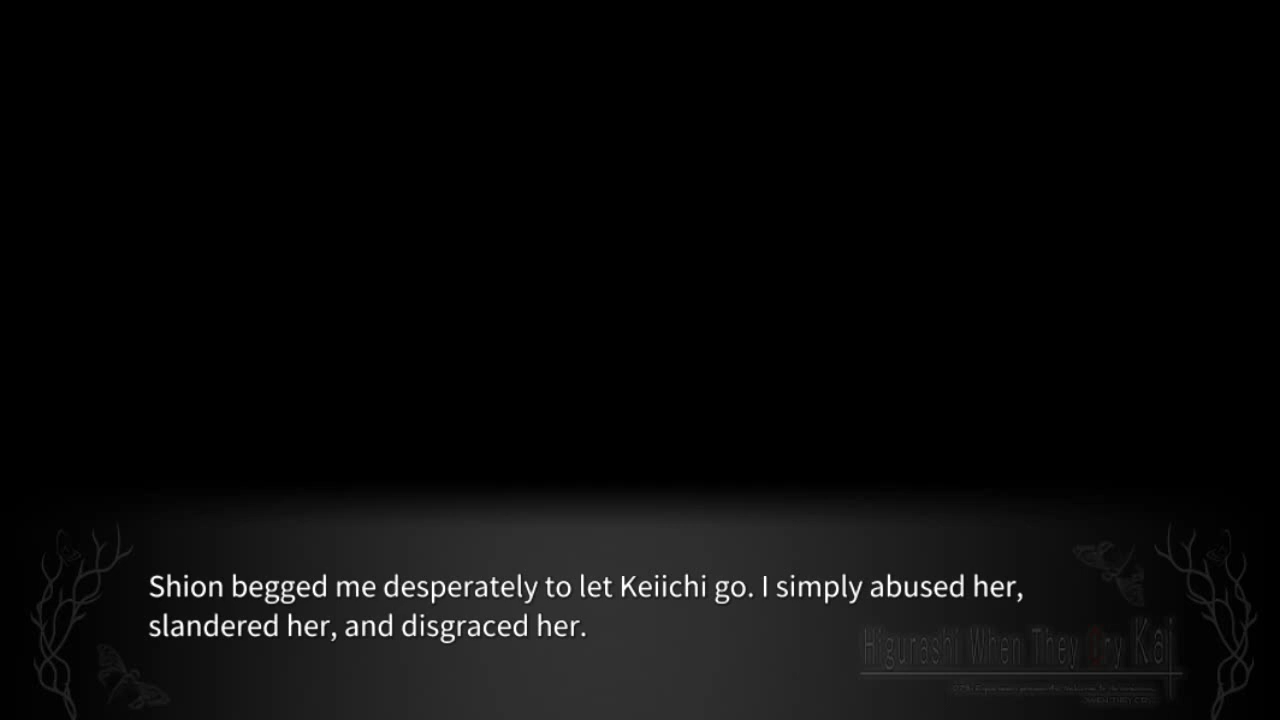 Shion begged me desperately to let Keiichi go. I simply abused her,
slandered her, and disgraced her.
Higurashi When They Cry Kai